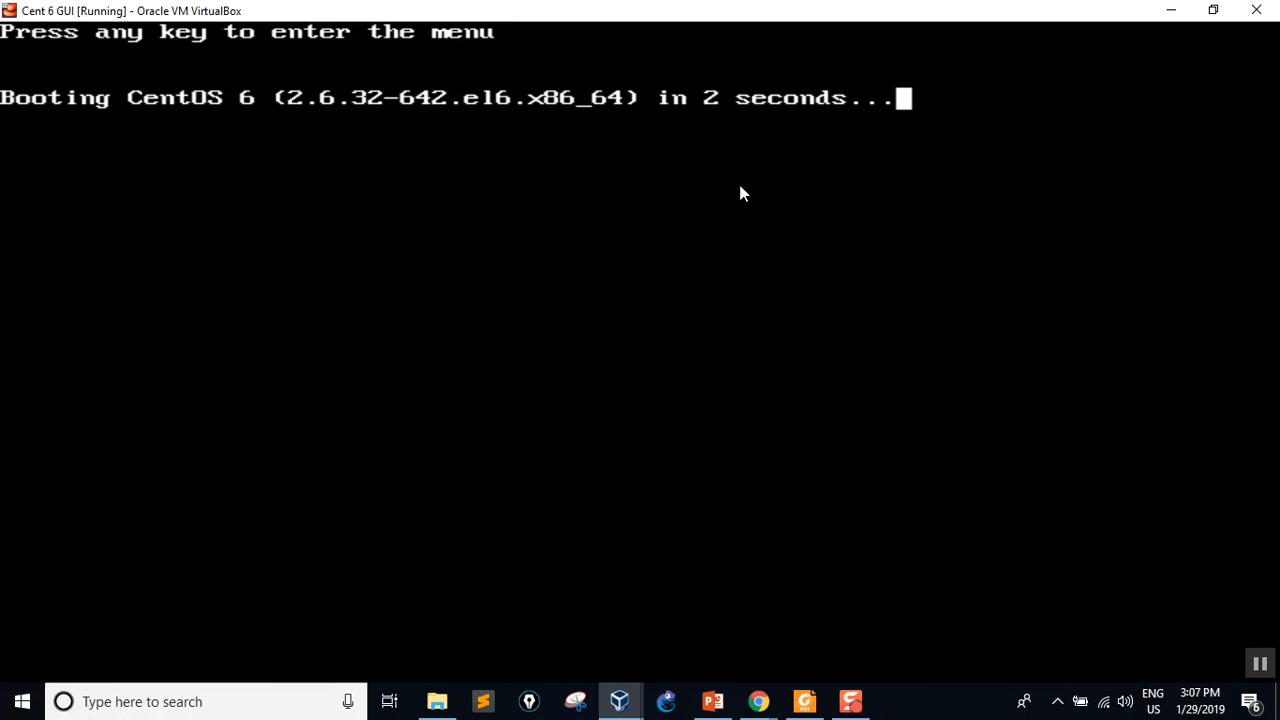 Cent 6 GUI [Running] - Oracle VM VirtualBox
Press any key to enter the menu
Booting CentOS 6 (2.6.32-642.el6.x86_64) in 2 seconds...
Type here to search
ENG
US
3:07 PM
1/29/2019
6